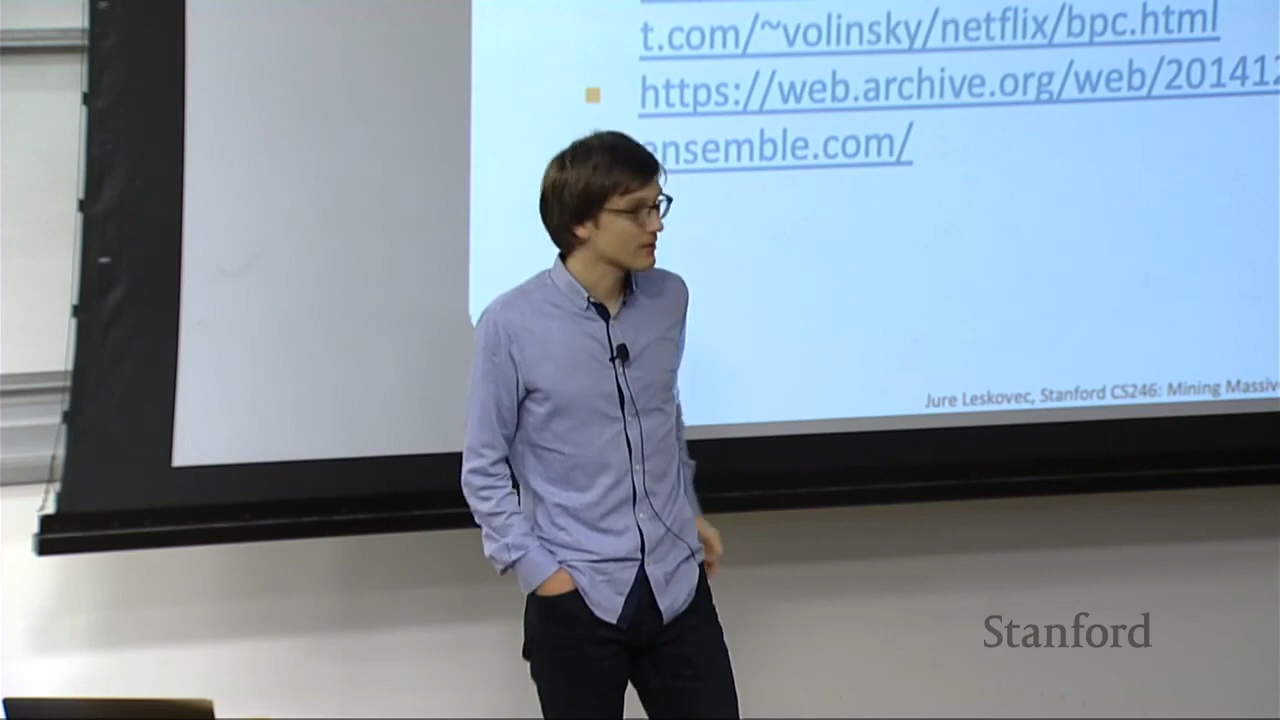 t.com/~volinsky/netflix/bpc.html
https://web.archive.org/web/20141
ensemble.com/
Jure Leskovec, Stanford CS246: Mining Massiv
Stanford